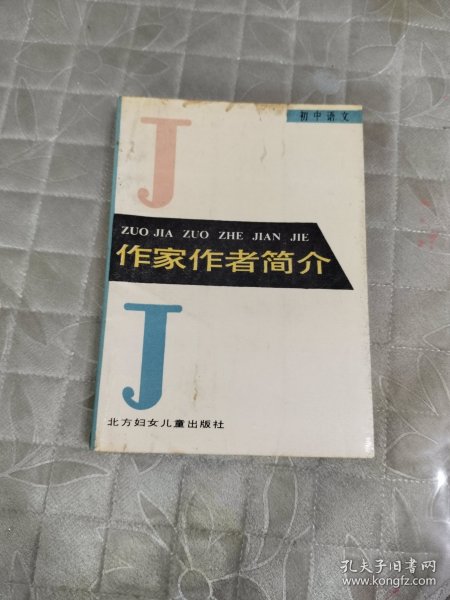 初中语文
J
ZUO JIA ZUO ZHE JIAN JIE
作家作者简介
J
北方妇女儿童出版社
孔夫子旧书网
www.kongfz.com